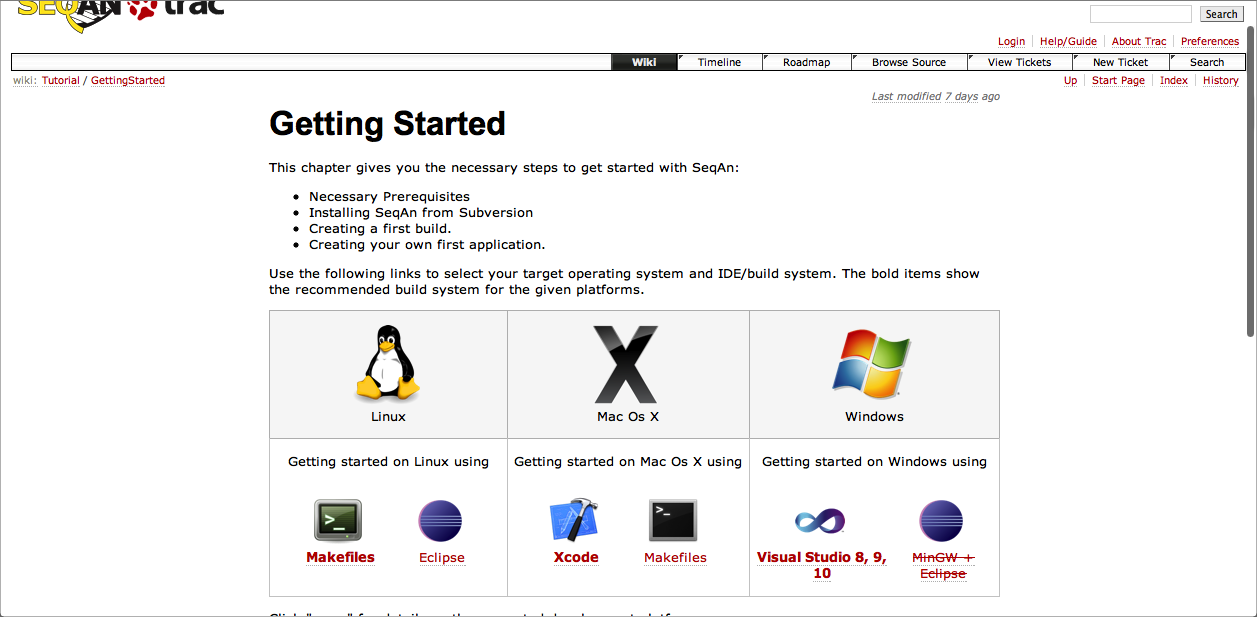 SEQAN trac
Search
Login Help/Guide About Trac Preferences
Wiki Timeline Roadmap Browse Source View Tickets New Ticket Search
wiki: Tutorial / GettingStarted Up Start Page Index History
Last modified 7 days ago
Getting Started
This chapter gives you the necessary steps to get started with SeqAn:
• Necessary Prerequisites
• Installing SeqAn from Subversion
• Creating a first build.
• Creating your own first application.
Use the following links to select your target operating system and IDE/build system. The bold items show
the recommended build system for the given platforms.
Linux Mac Os X Windows
Getting started on Linux using Getting started on Mac Os X using Getting started on Windows using
Makefiles Eclipse Xcode Makefiles Visual Studio 8, 9, MinGW +
10 Eclipse